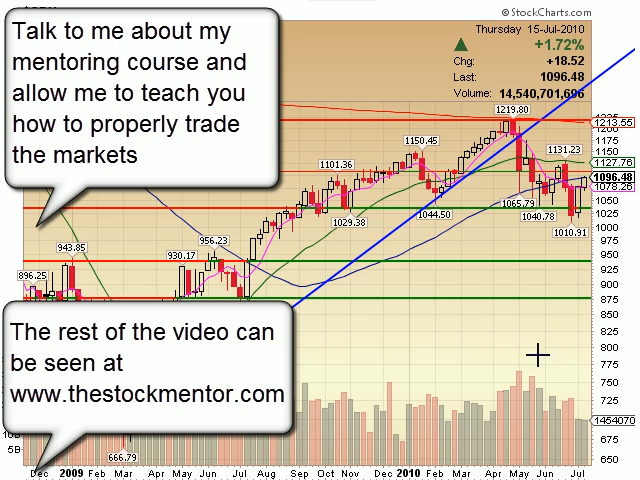 © StockCharts.com
Thursday 15-Jul-2010
+1.72%
Chg: +18.52
Last: 1096.48
Volume: 14,540,701,696
Talk to me about my
mentoring course and
allow me to teach you
how to properly trade
the markets
The rest of the video can
be seen at
www.thestockmentor.com
1219.80
1213.55
1200
1175
1150.45
1150
1131.23
1127.76
1101.36
1096.48
1078.26
1065.79
1050
1044.50
1040.78
1029.38
1025
1010.91
1000
975
956.23
950
943.85
930.17
925
900
896.25
875
850
825
800
775
750
725
700
1454070
675
650
666.79
5B
Dec 2009 Feb Mar Apr May Jun Jul Aug Sep Oct Nov Dec 2010 Feb Mar Apr May Jun Jul